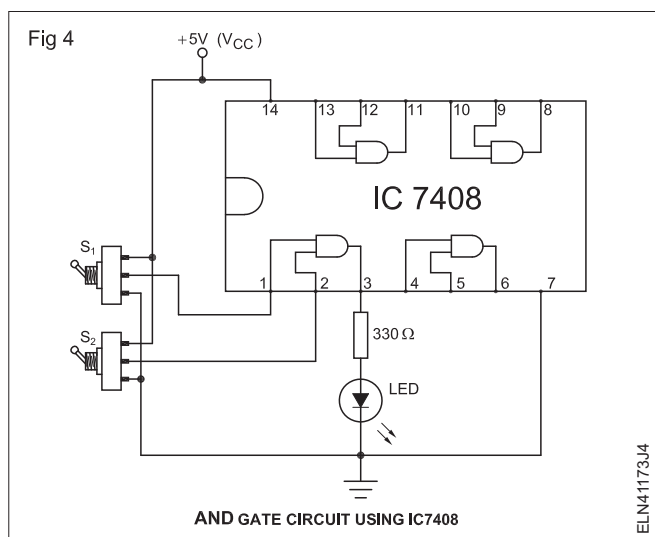 Fig 4
+5V (VCC)
14 13 12 11 10 9 8
IC 7408
S1
1 2 3 4 5 6 7
330 Ω
S2
LED
AND GATE CIRCUIT USING IC7408
ELN41173J4